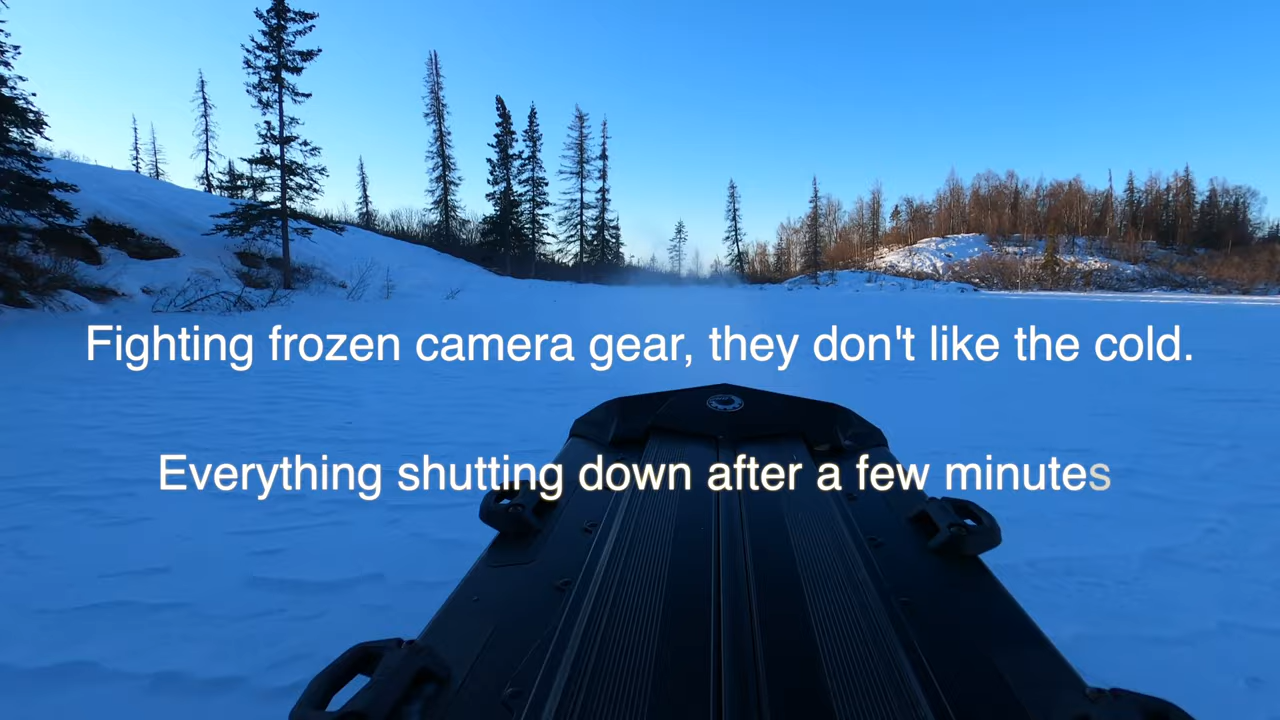 Fighting frozen camera gear, they don't like the cold.
Everything shutting down after a few minutes